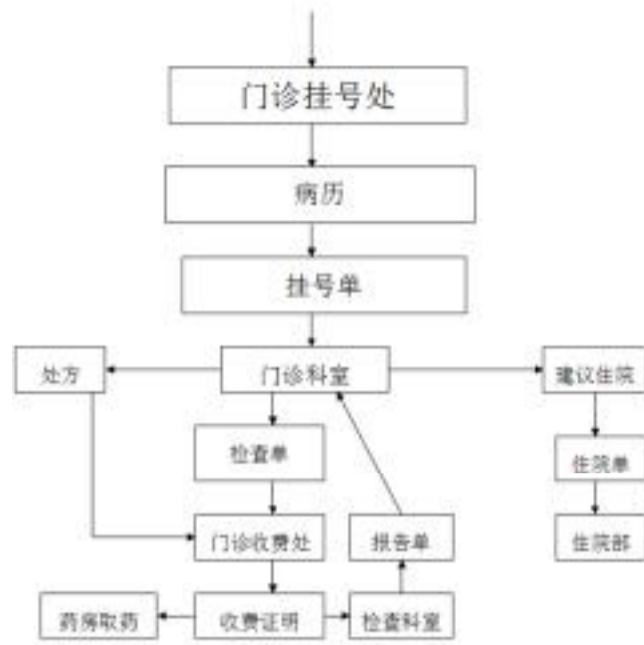 门诊挂号处
病历
挂号单
处方
门诊科室
建议住院
检查单
住院单
门诊收费处
报告单
住院部
药房取药
收费证明
检查科室